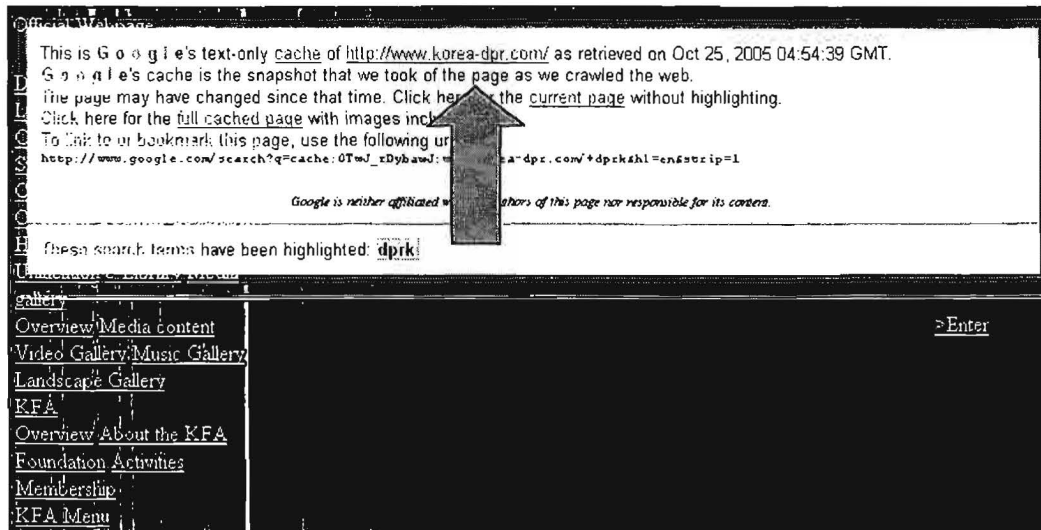 Official Webpage
This is G o o g l e's text-only cache of http://www.korea-dpr.com/ as retrieved on Oct 25, 2005 04:54:39 GMT.
G o o g l e's cache is the snapshot that we took of the page as we crawled the web.
The page may have changed since that time. Click here for the current page without highlighting.
Click here for the full cached page with images
To link to or bookmark this page, use the following
Google is neither affiliated authors of this page nor responsible for its content.
These search terms have been highlighted: dprk
Media
gallery
Overview Media content
>Enter
Video Gallery Music Gallery
Landscape Gallery
KFA
Overview About the KFA
Foundation Activities
Membership
KFA Menu